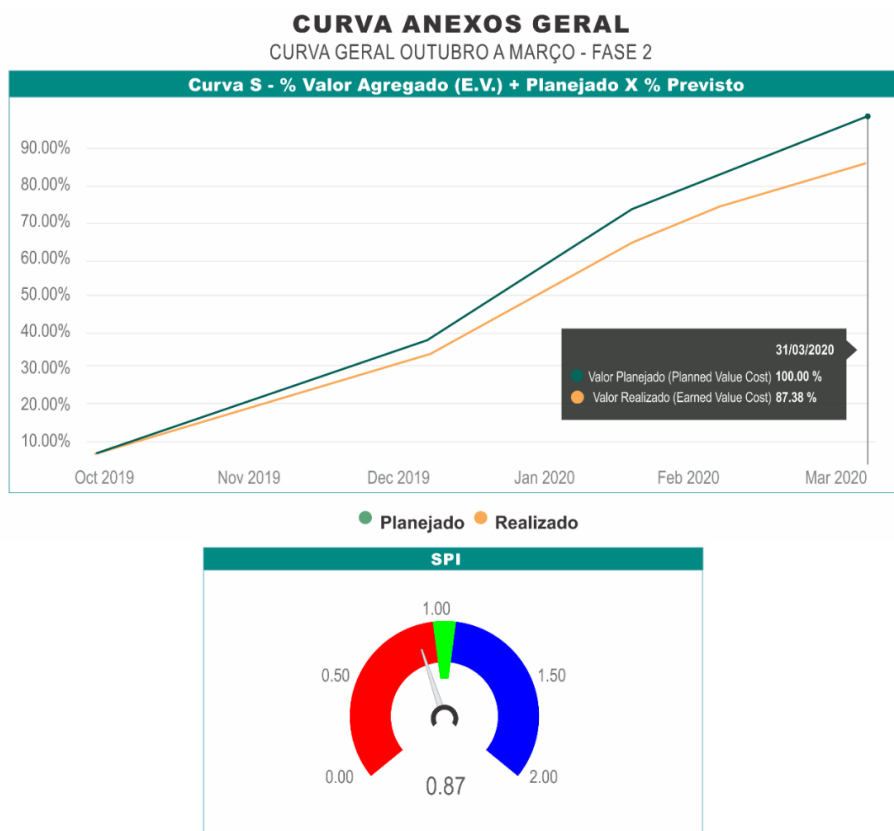 CURVA ANEXOS GERAL
CURVA GERAL OUTUBRO A MARÇO - FASE 2
Curva S - % Valor Agregado (E.V.) + Planejado X % Previsto
90.00%
80.00%
70.00%
60.00%
50.00%
40.00%
30.00%
20.00%
10.00%
31/03/2020
Valor Planejado (Planned Value Cost) 100.00 %
Valor Realizado (Earned Value Cost) 87.38 %
Oct 2019 Nov 2019 Dec 2019 Jan 2020 Feb 2020 Mar 2020
Planejado Realizado
SPI
1.00
0.50 1.50
0.00 2.00
0.87